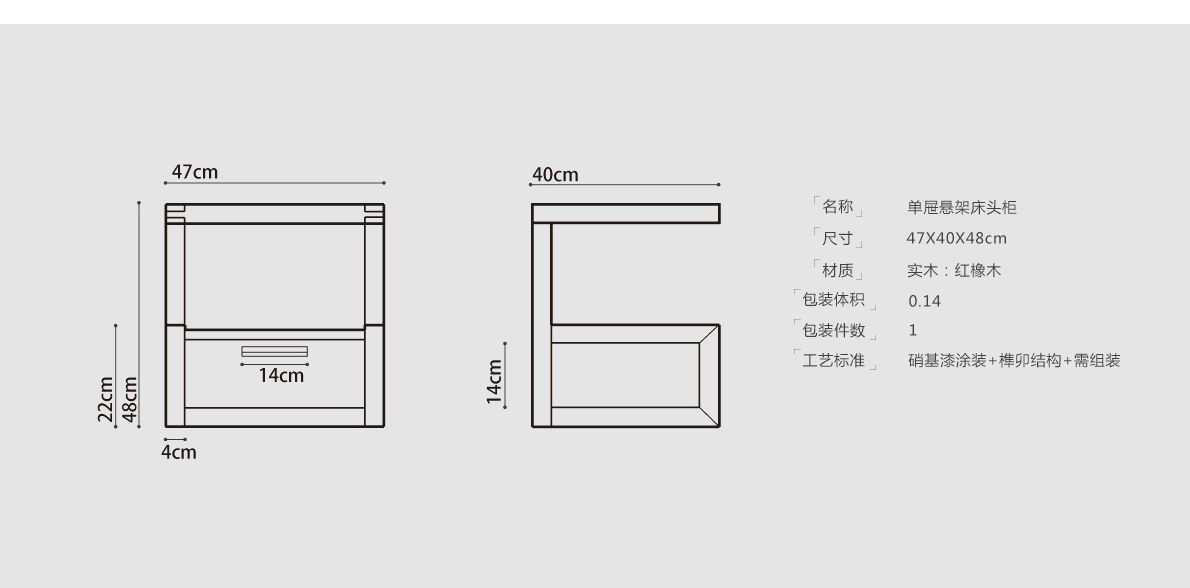 47cm
40cm
22cm
48cm
14cm
14cm
4cm
「名称」 单屉悬架床头柜
「尺寸」 47X40X48cm
「材质」 实木：红橡木
「包装体积」 0.14
「包装件数」 1
「工艺标准」 硝基漆涂装+榫卯结构+需组装